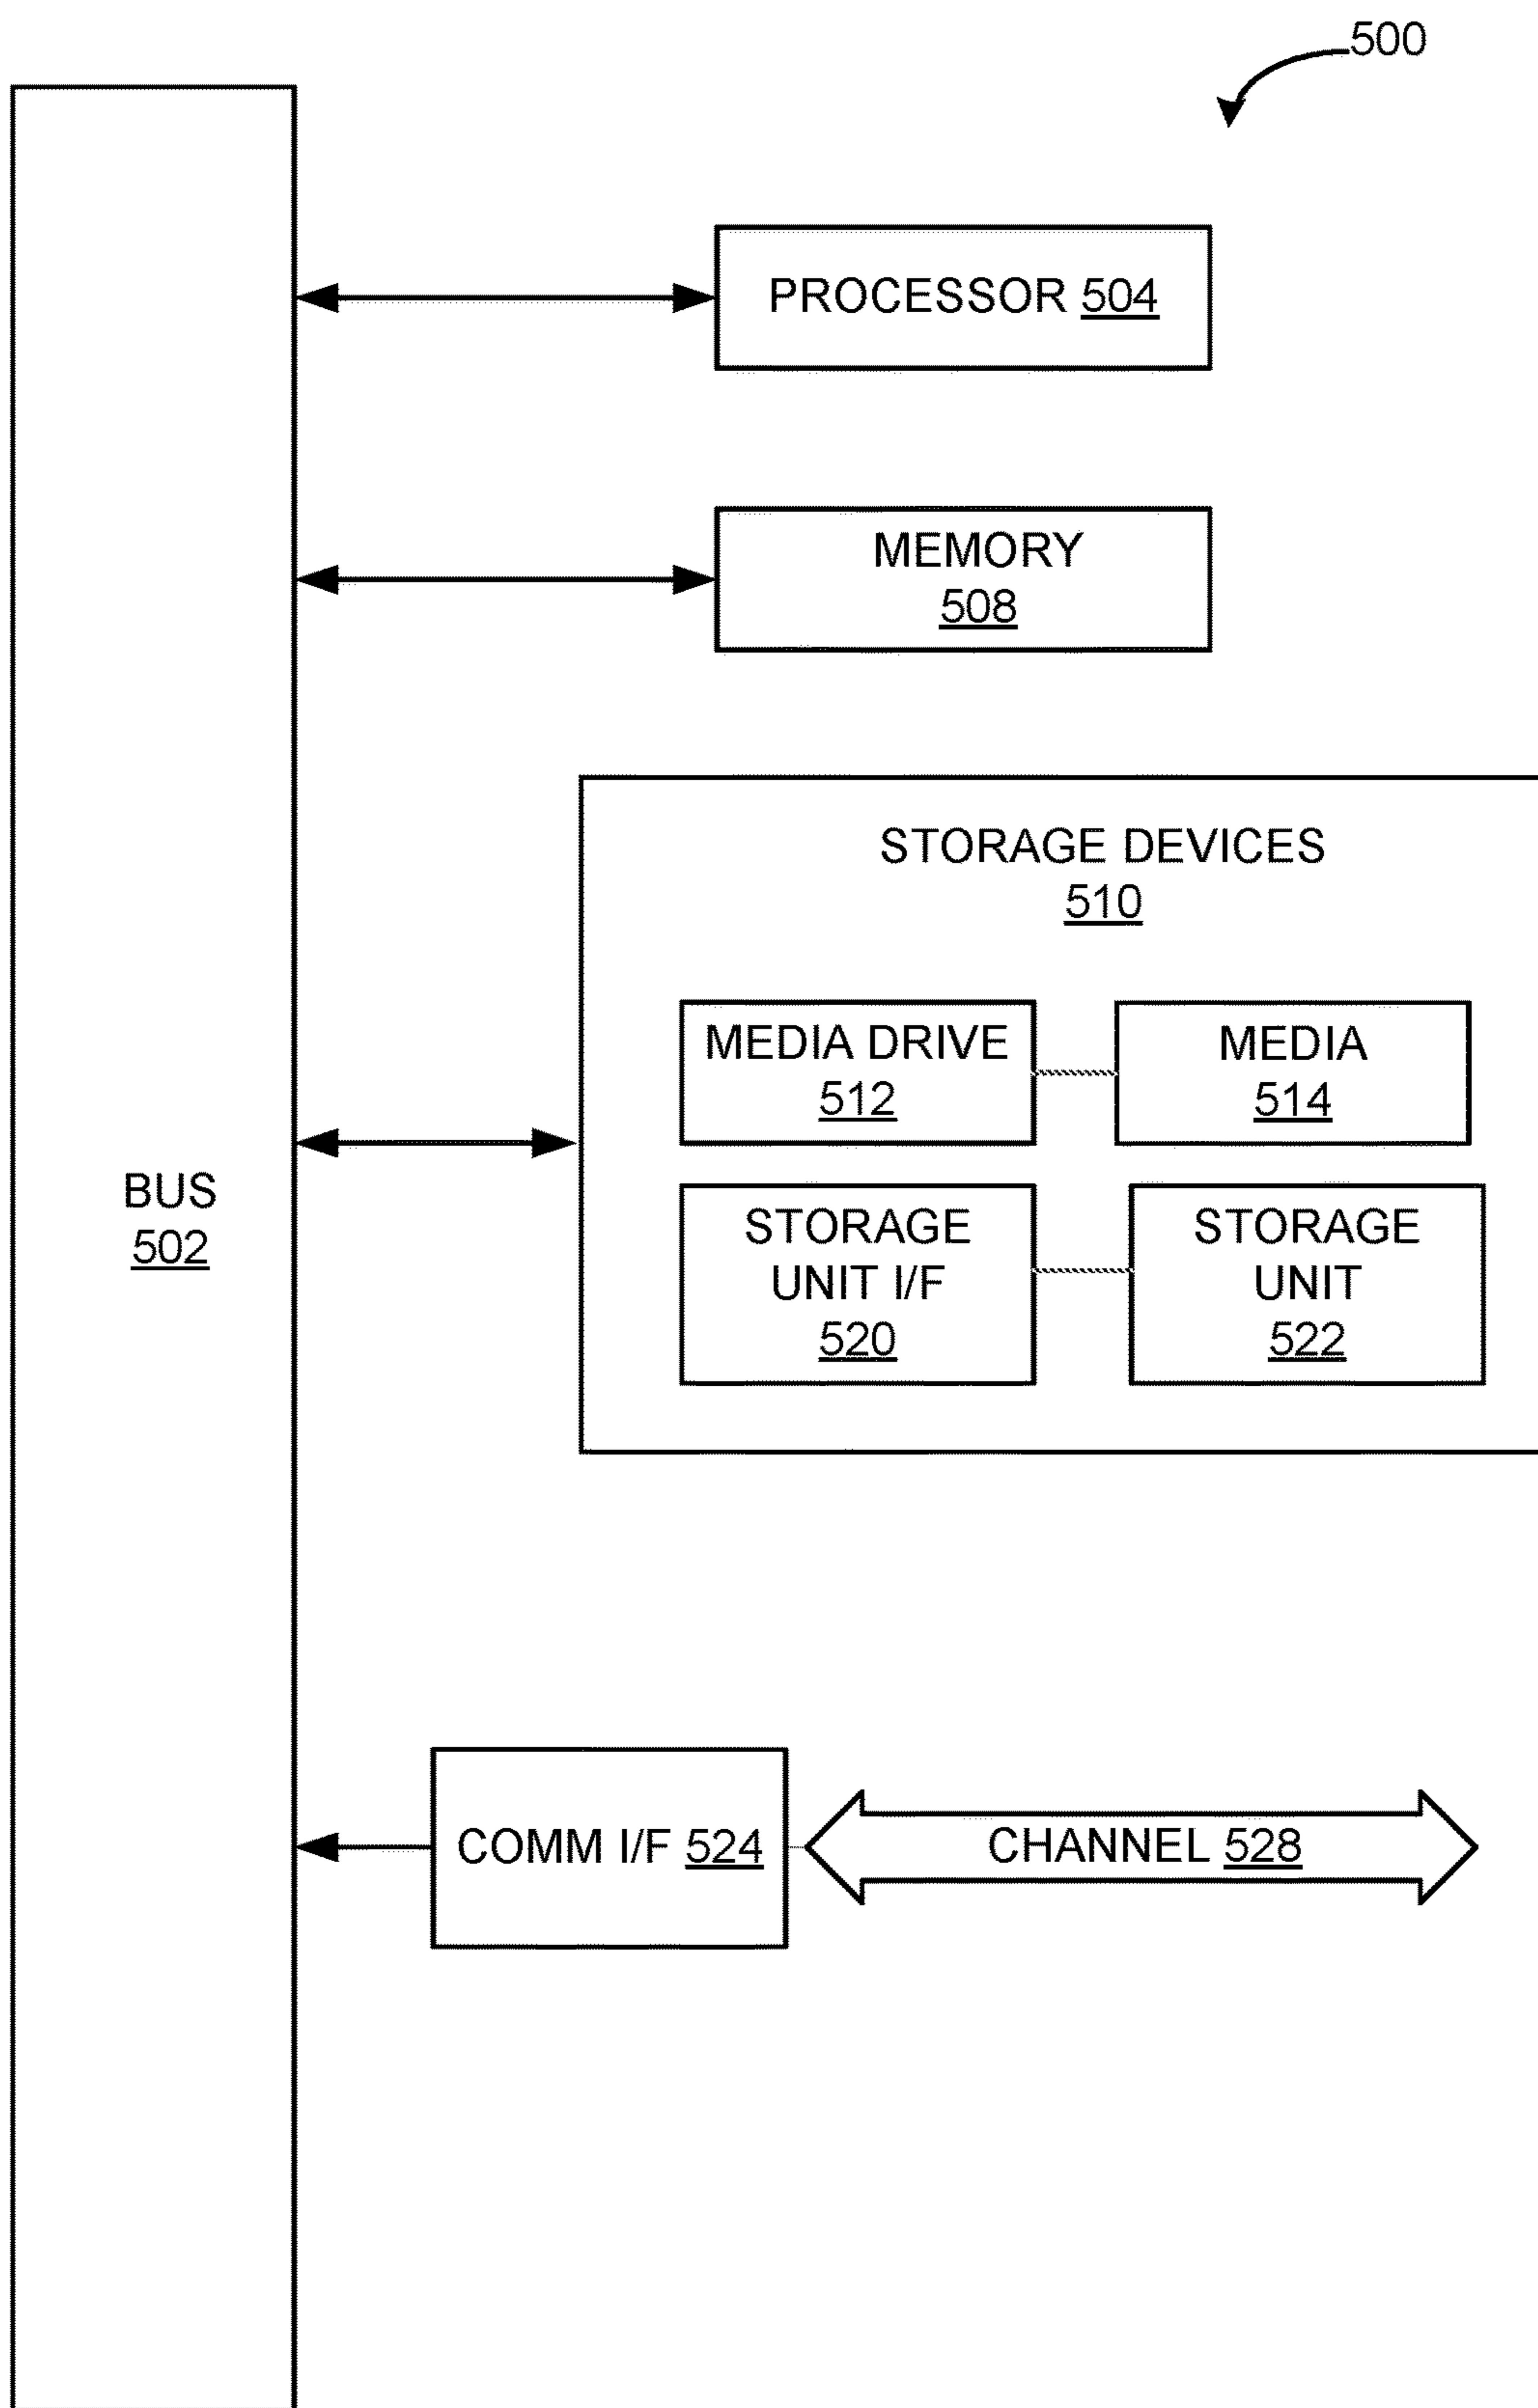 500
PROCESSOR 504
MEMORY
508
STORAGE DEVICES
510
MEDIA DRIVE
512
MEDIA
514
BUS
502
STORAGE
UNIT I/F
520
STORAGE
UNIT
522
COMM I/F 524
CHANNEL 528